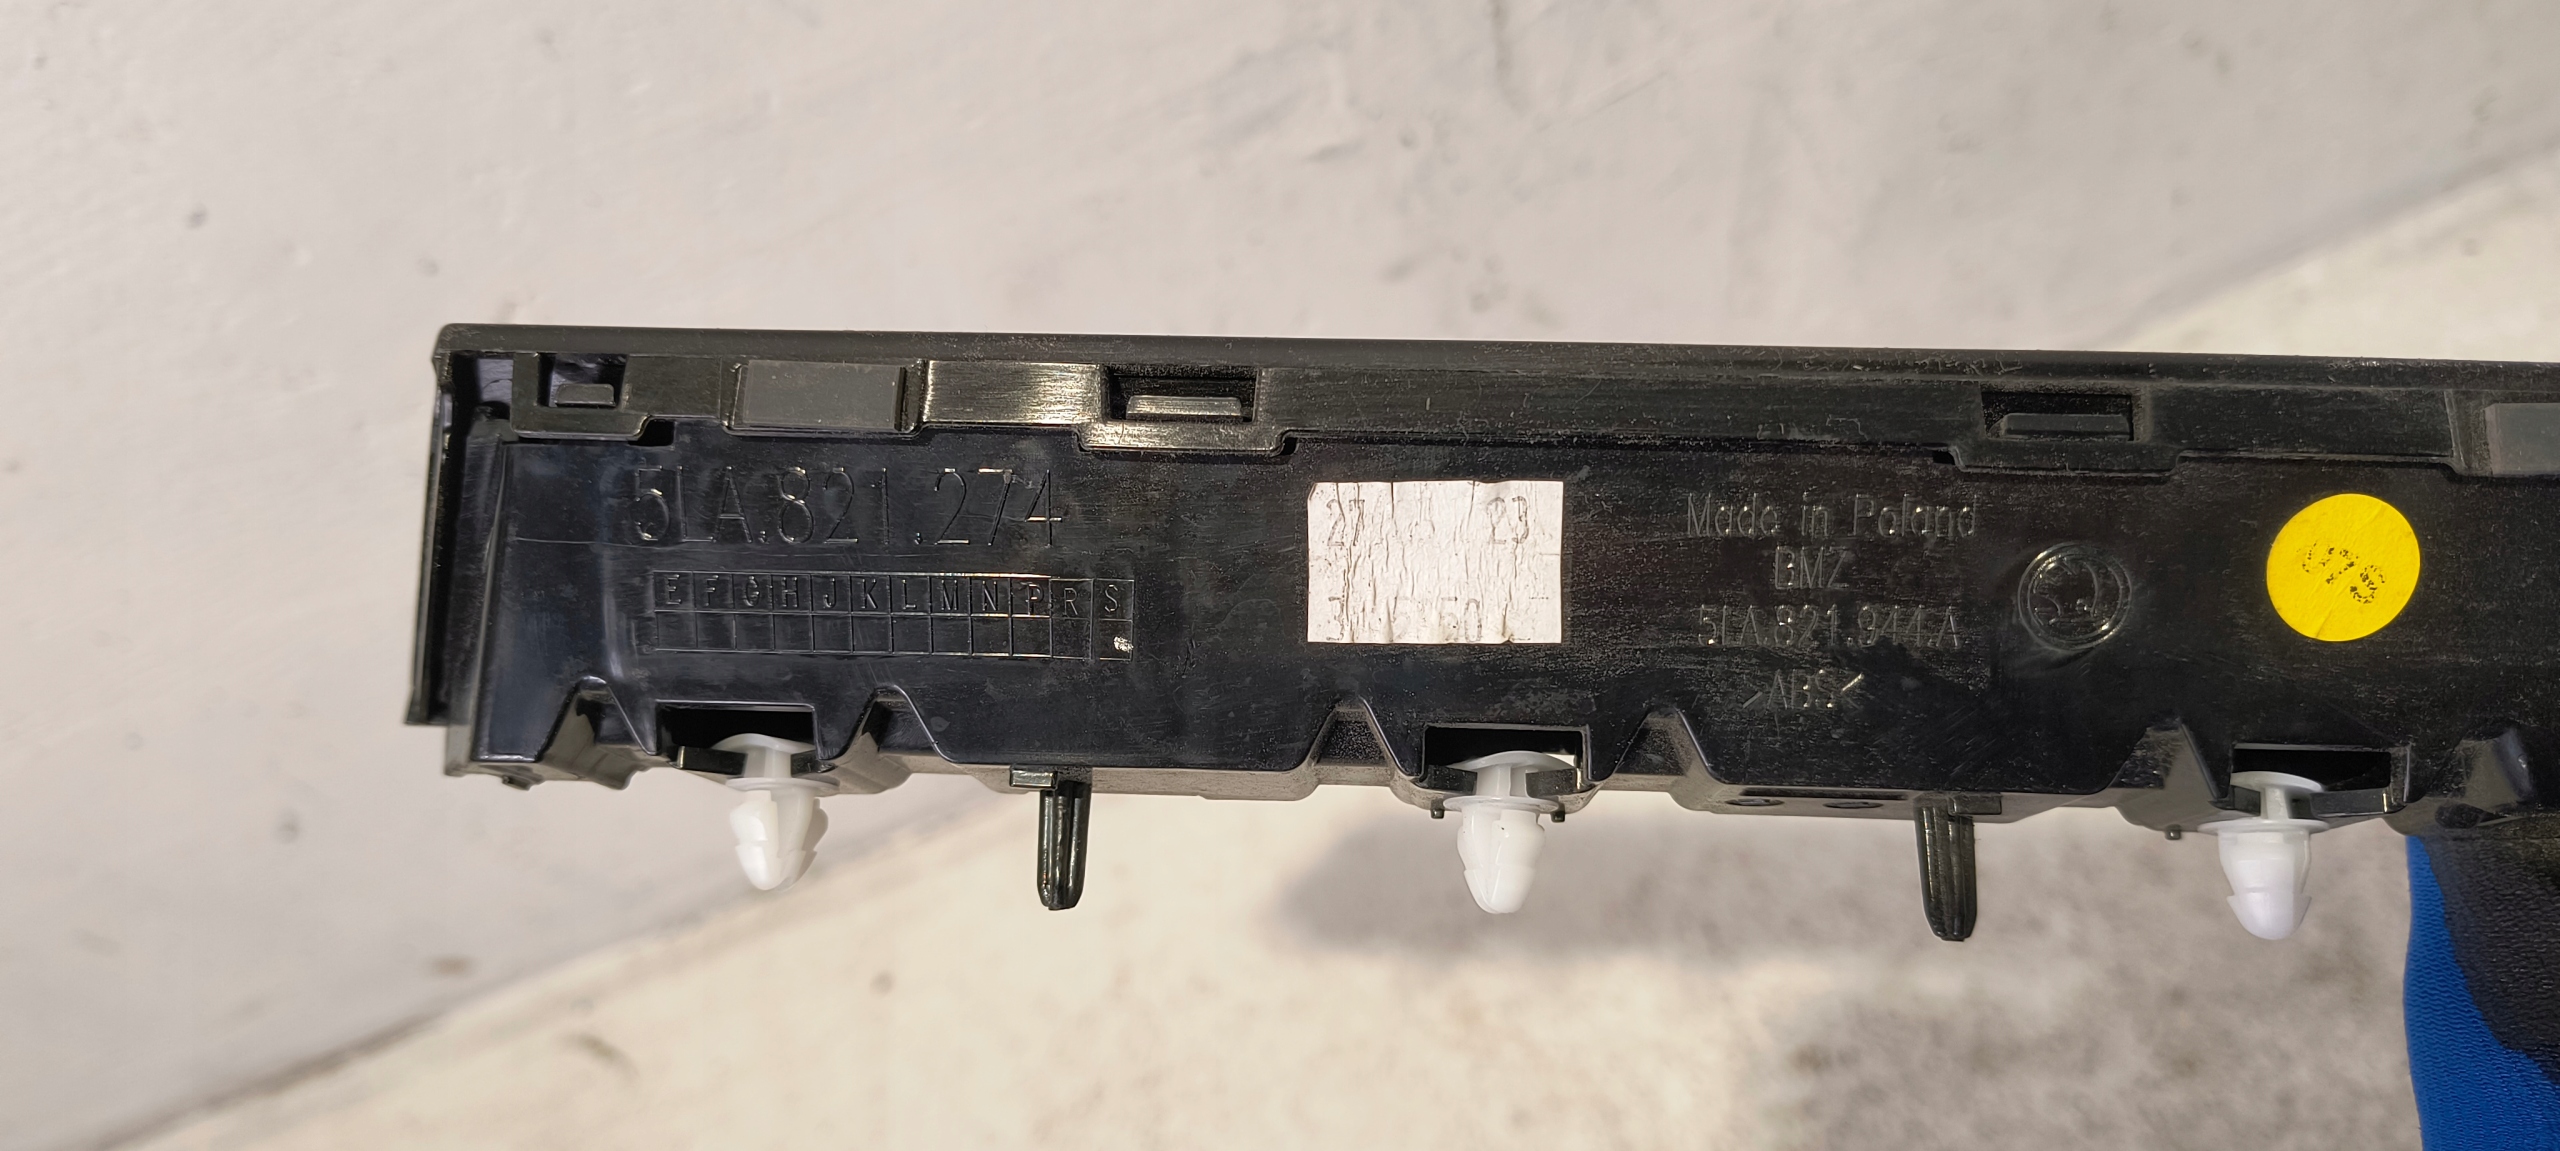 5LA.821.274
E F G H J K L M N P R S
27 23
Made in Poland
BMZ
5LA.821.944.A
>ABS<